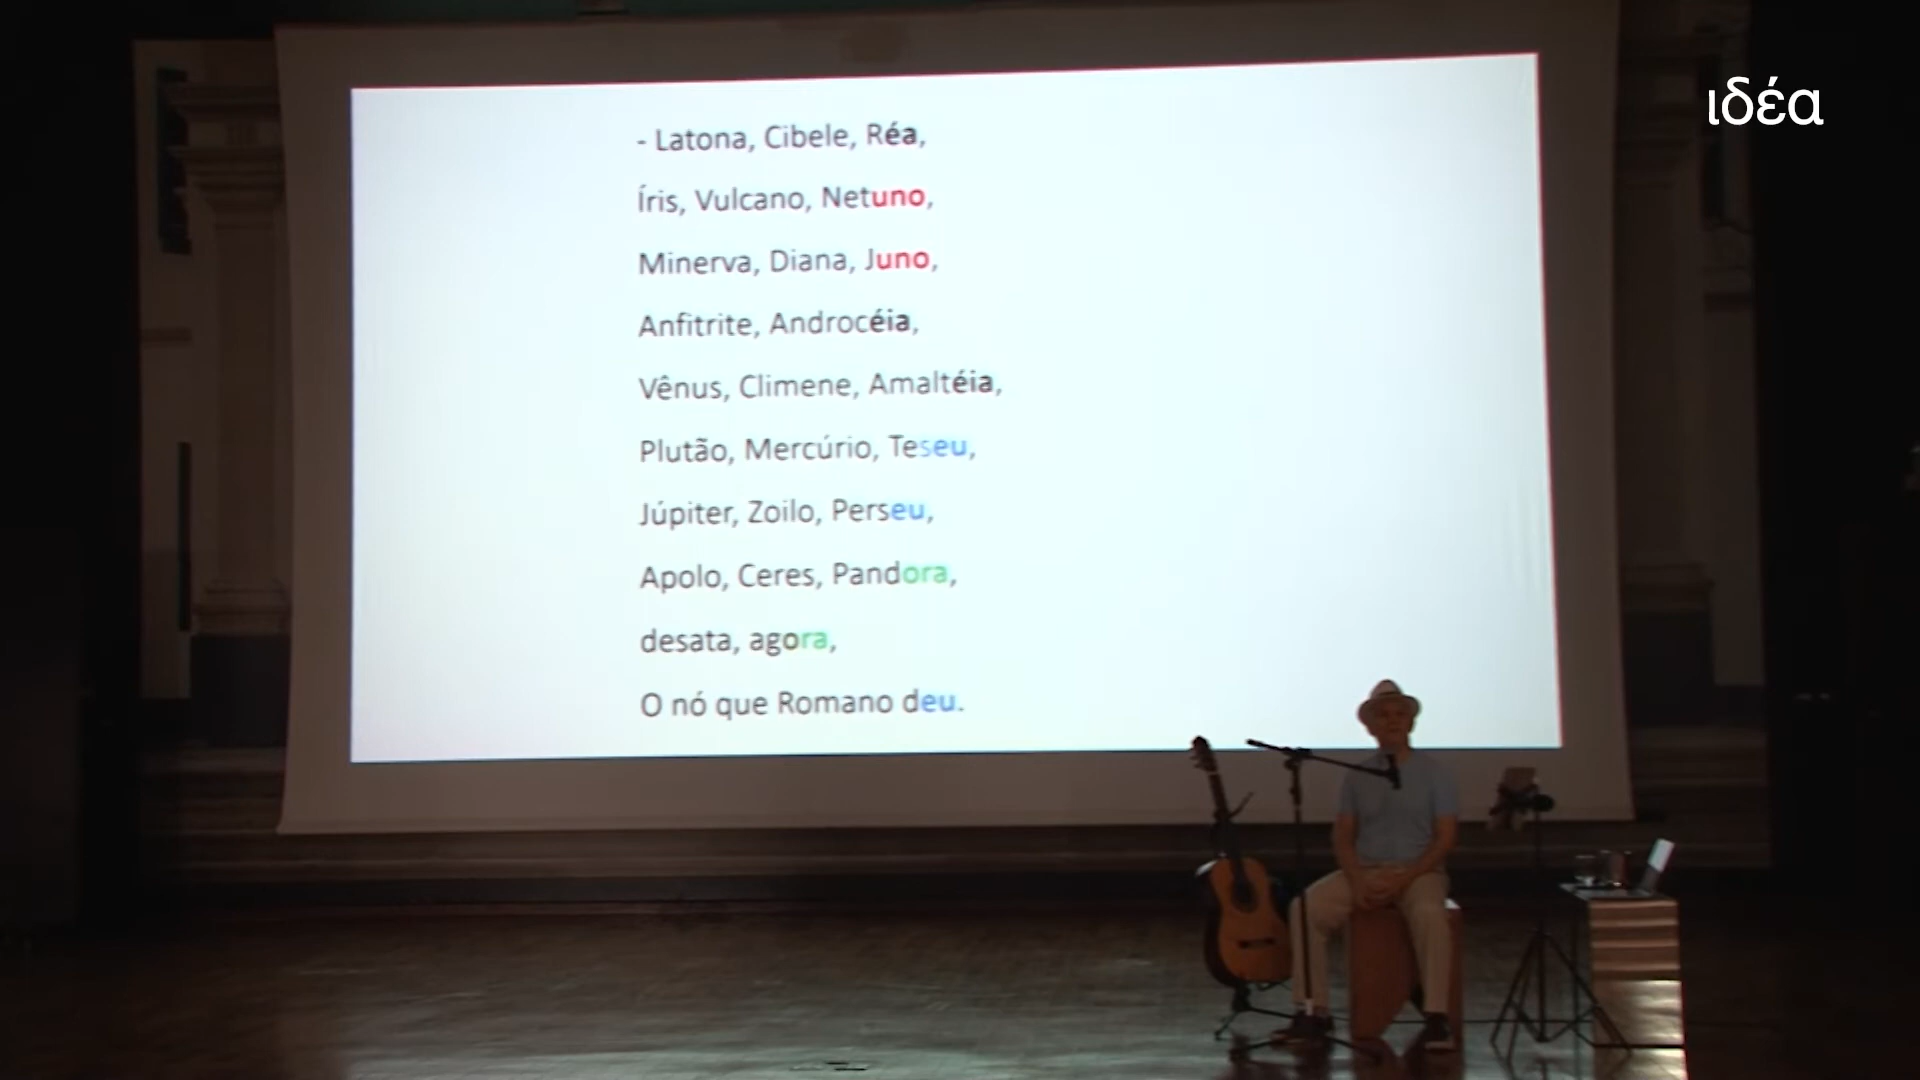 ιδέα
- Latona, Cibele, Réa,
Íris, Vulcano, Netuno,
Minerva, Diana, Juno,
Anfitrite, Androcéia,
Vênus, Climene, Amaltéia,
Plutão, Mercúrio, Teseu,
Júpiter, Zoilo, Perseu,
Apolo, Ceres, Pandora,
desata, agora,
O nó que Romano deu.